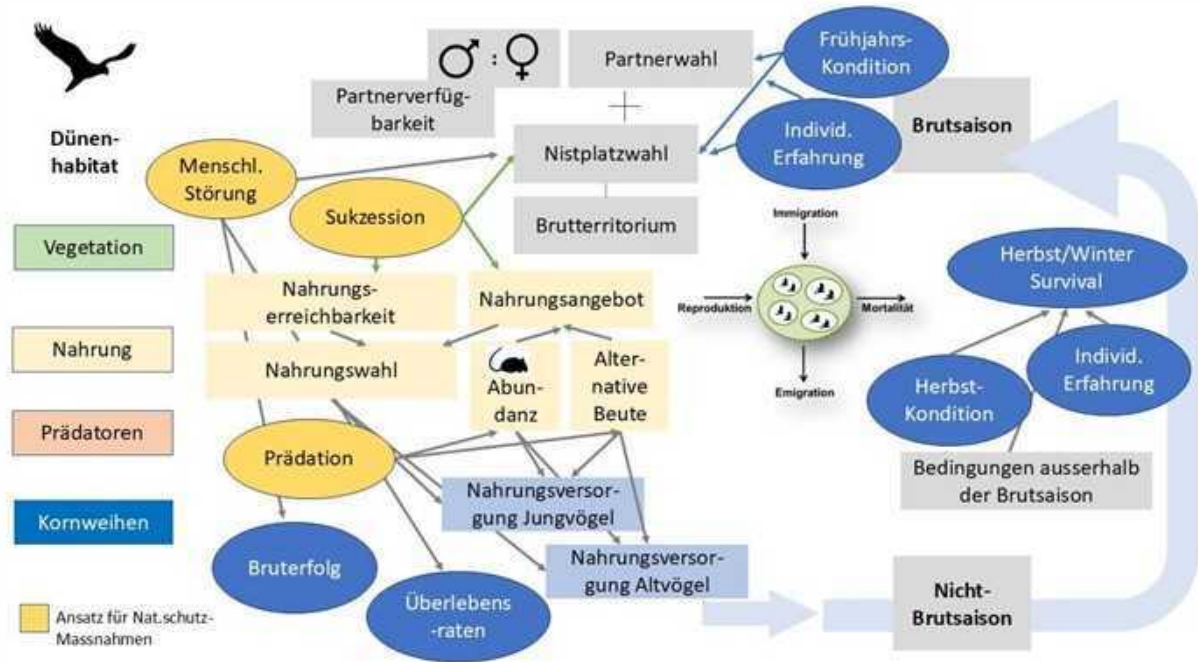 Dünen-
habitat
Vegetation
Nahrung
Prädatoren
Kornweihen
Ansatz für Nat.schutz-
Massnahmen
♂ : ♀
Partnerverfüg-
barkeit
Partnerwahl
Nistplatzwahl
Brutterritorium
Frühjahrs-
Kondition
Individ.
Erfahrung
Brutsaison
Menschl.
Störung
Sukzession
Nahrungs-
erreichbarkeit
Nahrungsangebot
Nahrungswahl
Abun-
danz
Alter-
native
Beute
Prädation
Nahrungsversor-
gung Jungvögel
Nahrungsversor-
gung Altvögel
Bruterfolg
Überlebens
-raten
Immigration
Reproduktion
Mortalität
Emigration
Herbst/Winter
Survival
Herbst-
Kondition
Individ.
Erfahrung
Bedingungen ausserhalb
der Brutsaison
Nicht-
Brutsaison